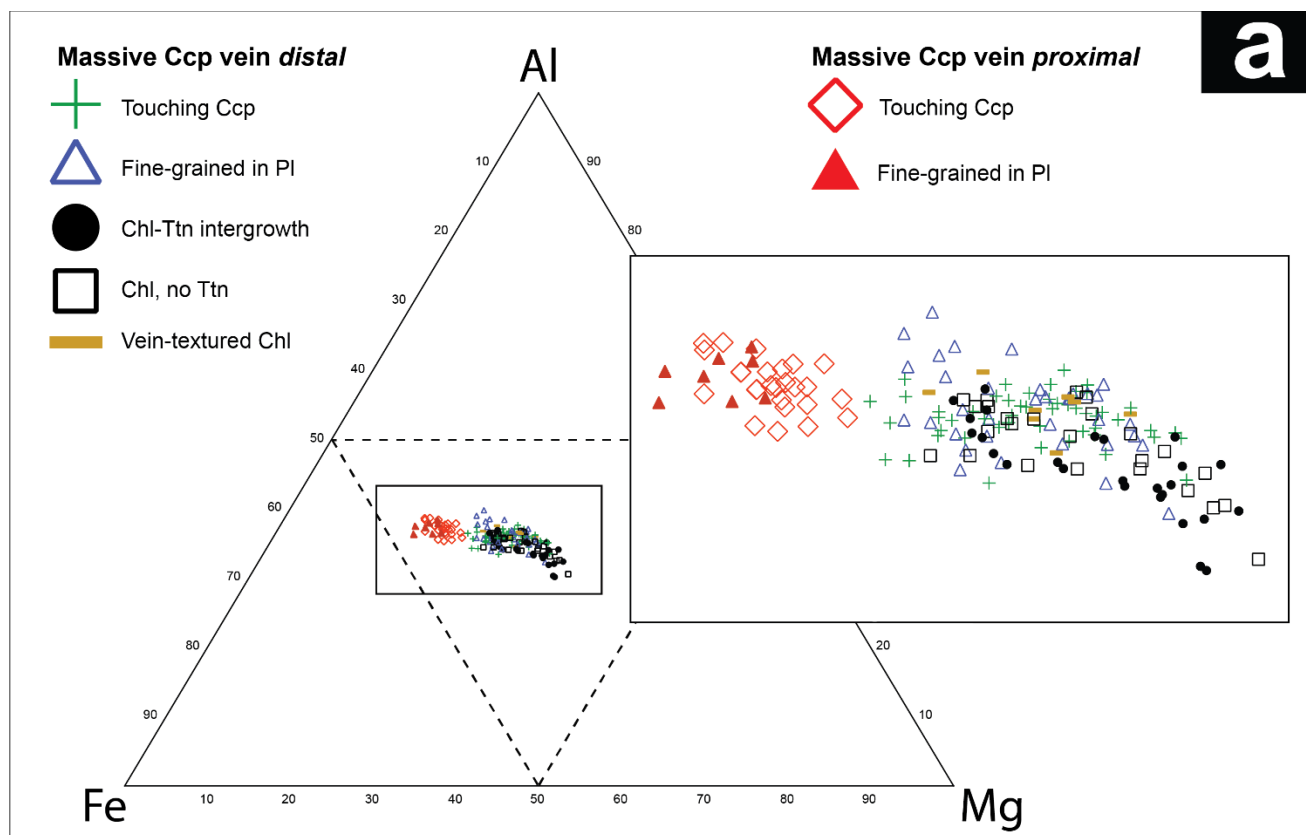 a
Massive Ccp vein distal
Touching Ccp
Fine-grained in Pl
Chl-Ttn intergrowth
Chl, no Ttn
Vein-textured Chl
Massive Ccp vein proximal
Touching Ccp
Fine-grained in Pl
Al
10
20
30
40
50
60
70
80
90
90
80
20
10
Fe
10
20
30
40
50
60
70
80
90
Mg